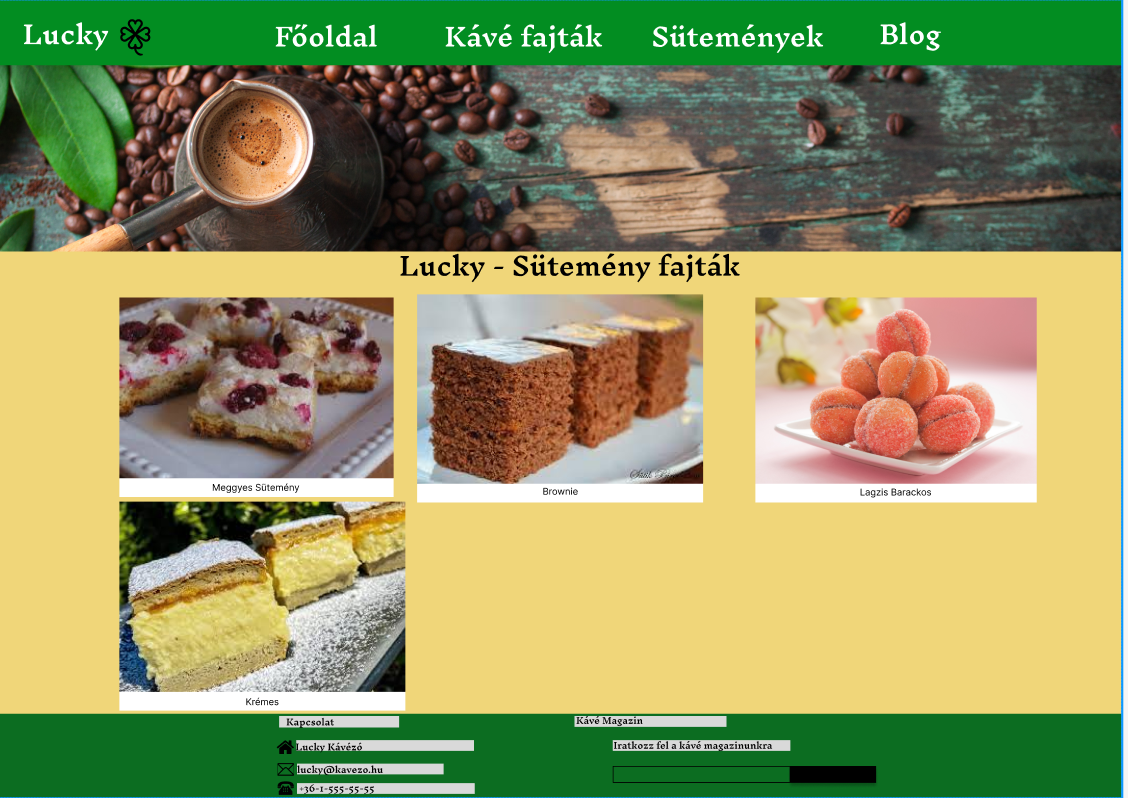 Lucky
Főoldal
Kávé fajták
Sütemények
Blog
Lucky - Sütemény fajták
Meggyes Sütemény
Brownie
Lagzis Barackos
Krémes
Kapcsolat
Lucky Kávézó
lucky@kavezo.hu
+36-1-555-55-55
Kávé Magazin
Iratkozz fel a kávé magazinunkra